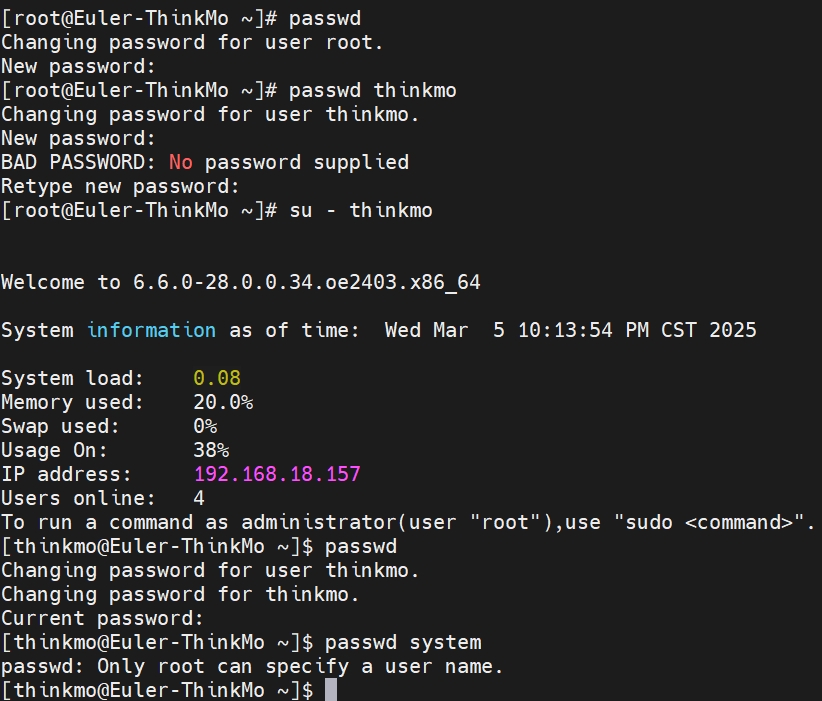 [root@Euler-ThinkMo ~]# passwd
Changing password for user root.
New password:
[root@Euler-ThinkMo ~]# passwd thinkmo
Changing password for user thinkmo.
New password:
BAD PASSWORD: No password supplied
Retype new password:
[root@Euler-ThinkMo ~]# su - thinkmo
Welcome to 6.6.0-28.0.0.34.oe2403.x86_64
System information as of time:  Wed Mar  5 10:13:54 PM CST 2025
System load:    0.08
Memory used:    20.0%
Swap used:      0%
Usage On:       38%
IP address:     192.168.18.157
Users online:   4
To run a command as administrator(user "root"),use "sudo <command>".
[thinkmo@Euler-ThinkMo ~]$ passwd
Changing password for user thinkmo.
Changing password for thinkmo.
Current password:
[thinkmo@Euler-ThinkMo ~]$ passwd system
passwd: Only root can specify a user name.
[thinkmo@Euler-ThinkMo ~]$